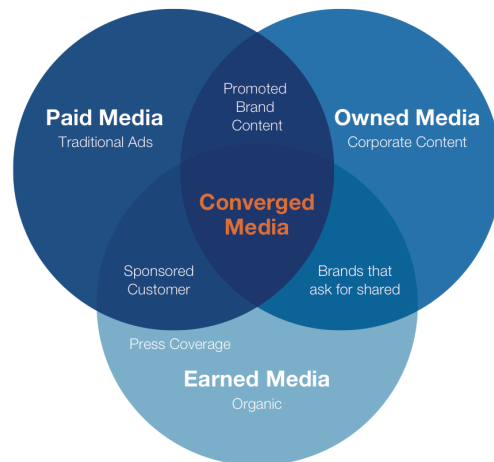 Promoted
Brand
Content
Paid Media
Traditional Ads
Owned Media
Corporate Content
Converged
Media
Sponsored
Customer
Brands that
ask for shared
Press Coverage
Earned Media
Organic